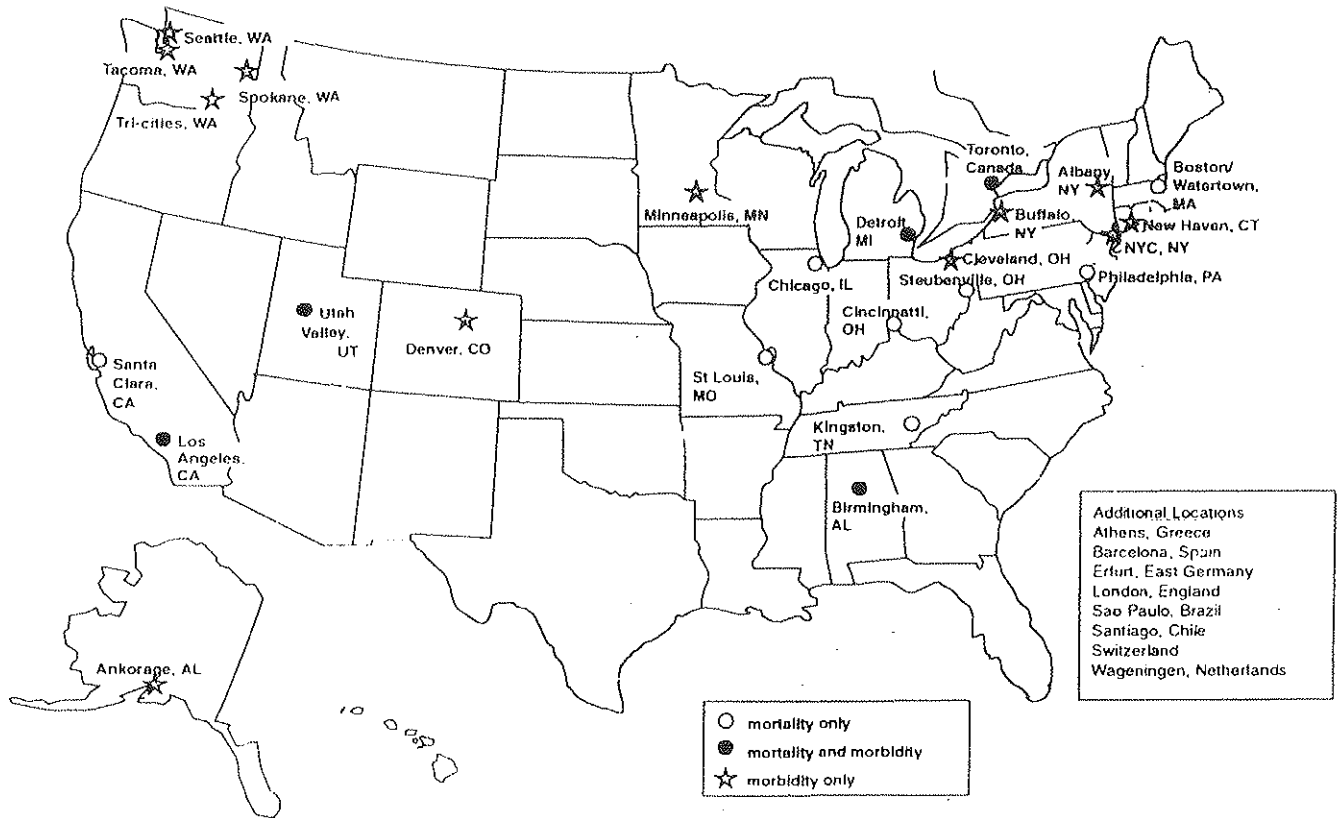 Seattle, WA
Tacoma, WA
Spokane, WA
Tri-cities, WA
Minneapolis, MN
Toronto,
Canada
Albany,
NY
Boston/
Watertown,
MA
Buffalo,
NY
New Haven, CT
NYC, NY
Detroit,
MI
Cleveland, OH
Steubenville, OH
Philadelphia, PA
Chicago, IL
Cincinnatti,
OH
Utah
Valley,
UT
Denver, CO
Santa
Clara,
CA
St Louis,
MO
Kingston,
TN
Los
Angeles,
CA
Birmingham,
AL
Additional Locations
Athens, Greece
Barcelona, Spain
Erfurt, East Germany
London, England
Sao Paulo, Brazil
Santiago, Chile
Switzerland
Wageningen, Netherlands
Ankorage, AL
mortality only
mortality and morbidity
morbidity only